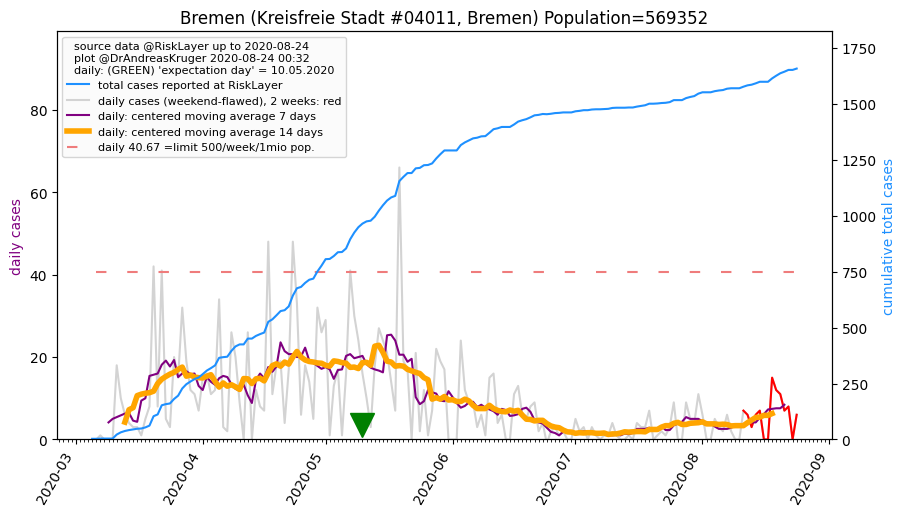 Bremen (Kreisfreie Stadt #04011, Bremen) Population=569352
source data @RiskLayer up to 2020-08-24
plot @DrAndreasKruger 2020-08-24 00:32
daily: (GREEN) 'expectation day' = 10.05.2020
total cases reported at RiskLayer
daily cases (weekend-flawed), 2 weeks: red
daily: centered moving average 7 days
daily: centered moving average 14 days
daily 40.67 =limit 500/week/1mio pop.
daily cases
80
60
40
20
0
1750
1500
1250
1000
750
500
250
0
cumulative total cases
2020-03
2020-04
2020-05
2020-06
2020-07
2020-08
2020-09